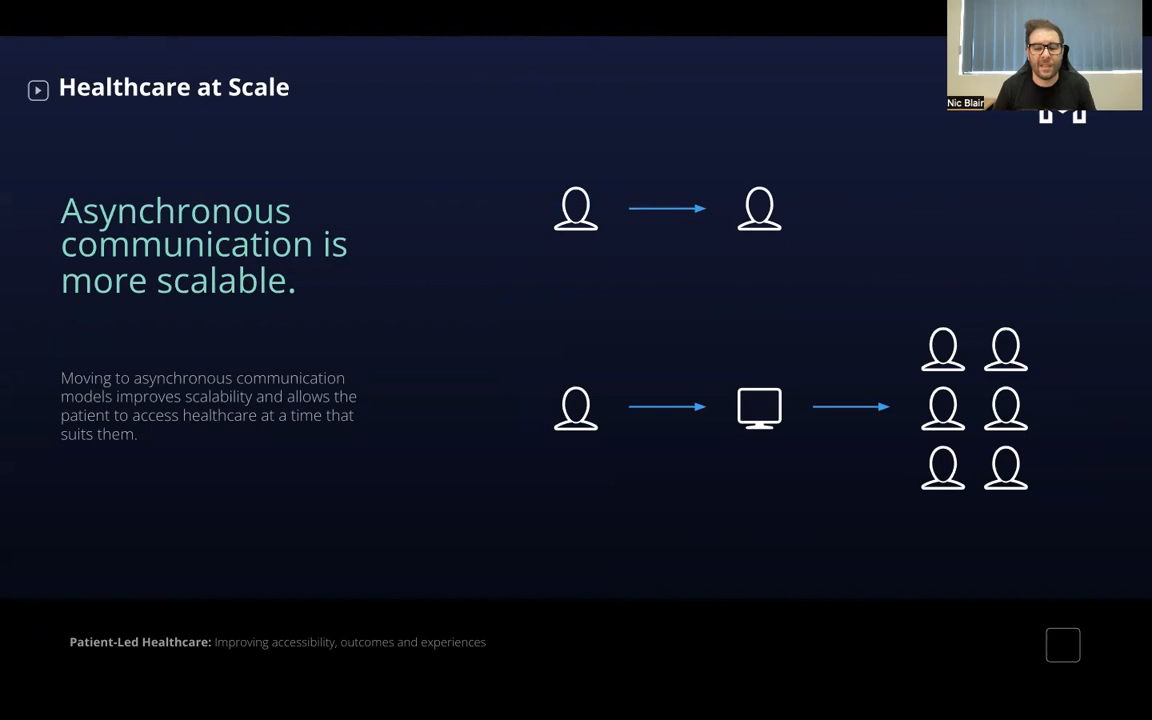 Healthcare at Scale
Nic Blair
Asynchronous
communication is
more scalable.
Moving to asynchronous communication
models improves scalability and allows the
patient to access healthcare at a time that
suits them.
Patient-Led Healthcare: Improving accessibility, outcomes and experiences